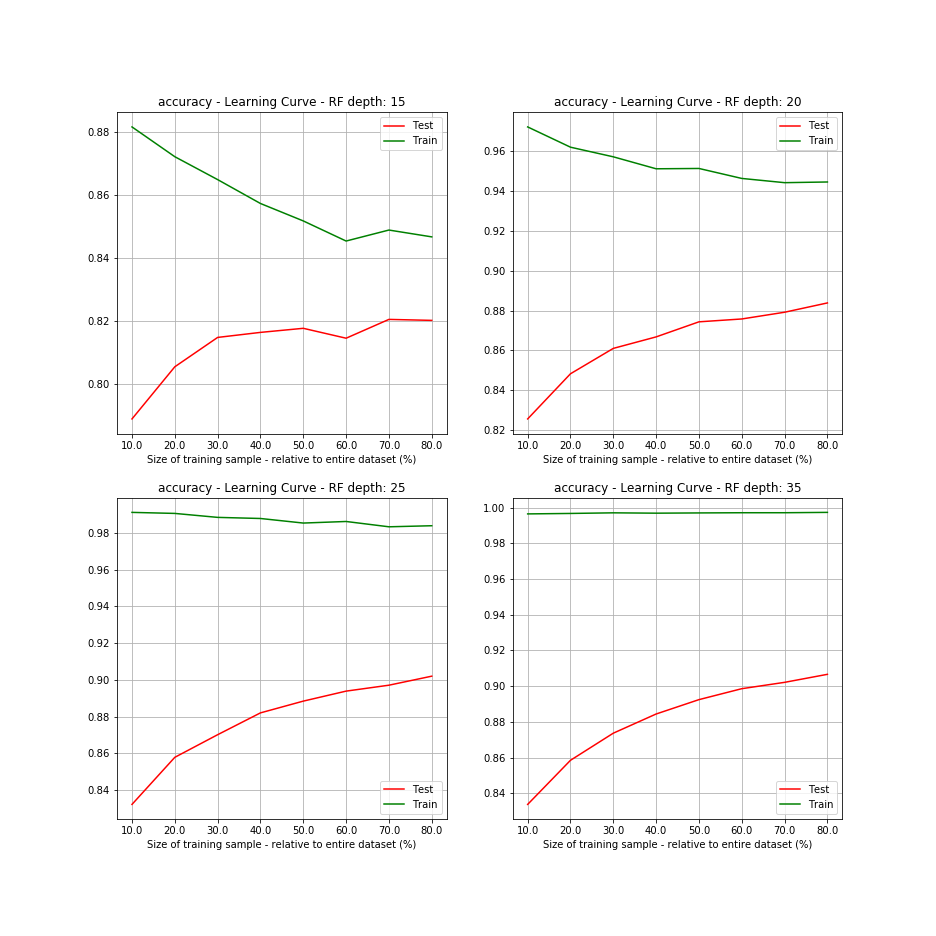 accuracy - Learning Curve - RF depth: 15
Test
Train
0.88
0.86
0.84
0.82
0.80
10.0 20.0 30.0 40.0 50.0 60.0 70.0 80.0
Size of training sample - relative to entire dataset (%)
accuracy - Learning Curve - RF depth: 20
Test
Train
0.96
0.94
0.92
0.90
0.88
0.86
0.84
0.82
10.0 20.0 30.0 40.0 50.0 60.0 70.0 80.0
Size of training sample - relative to entire dataset (%)
accuracy - Learning Curve - RF depth: 25
0.98
0.96
0.94
0.92
0.90
0.88
0.86
0.84
Test
Train
10.0 20.0 30.0 40.0 50.0 60.0 70.0 80.0
Size of training sample - relative to entire dataset (%)
accuracy - Learning Curve - RF depth: 35
1.00
0.98
0.96
0.94
0.92
0.90
0.88
0.86
0.84
Test
Train
10.0 20.0 30.0 40.0 50.0 60.0 70.0 80.0
Size of training sample - relative to entire dataset (%)